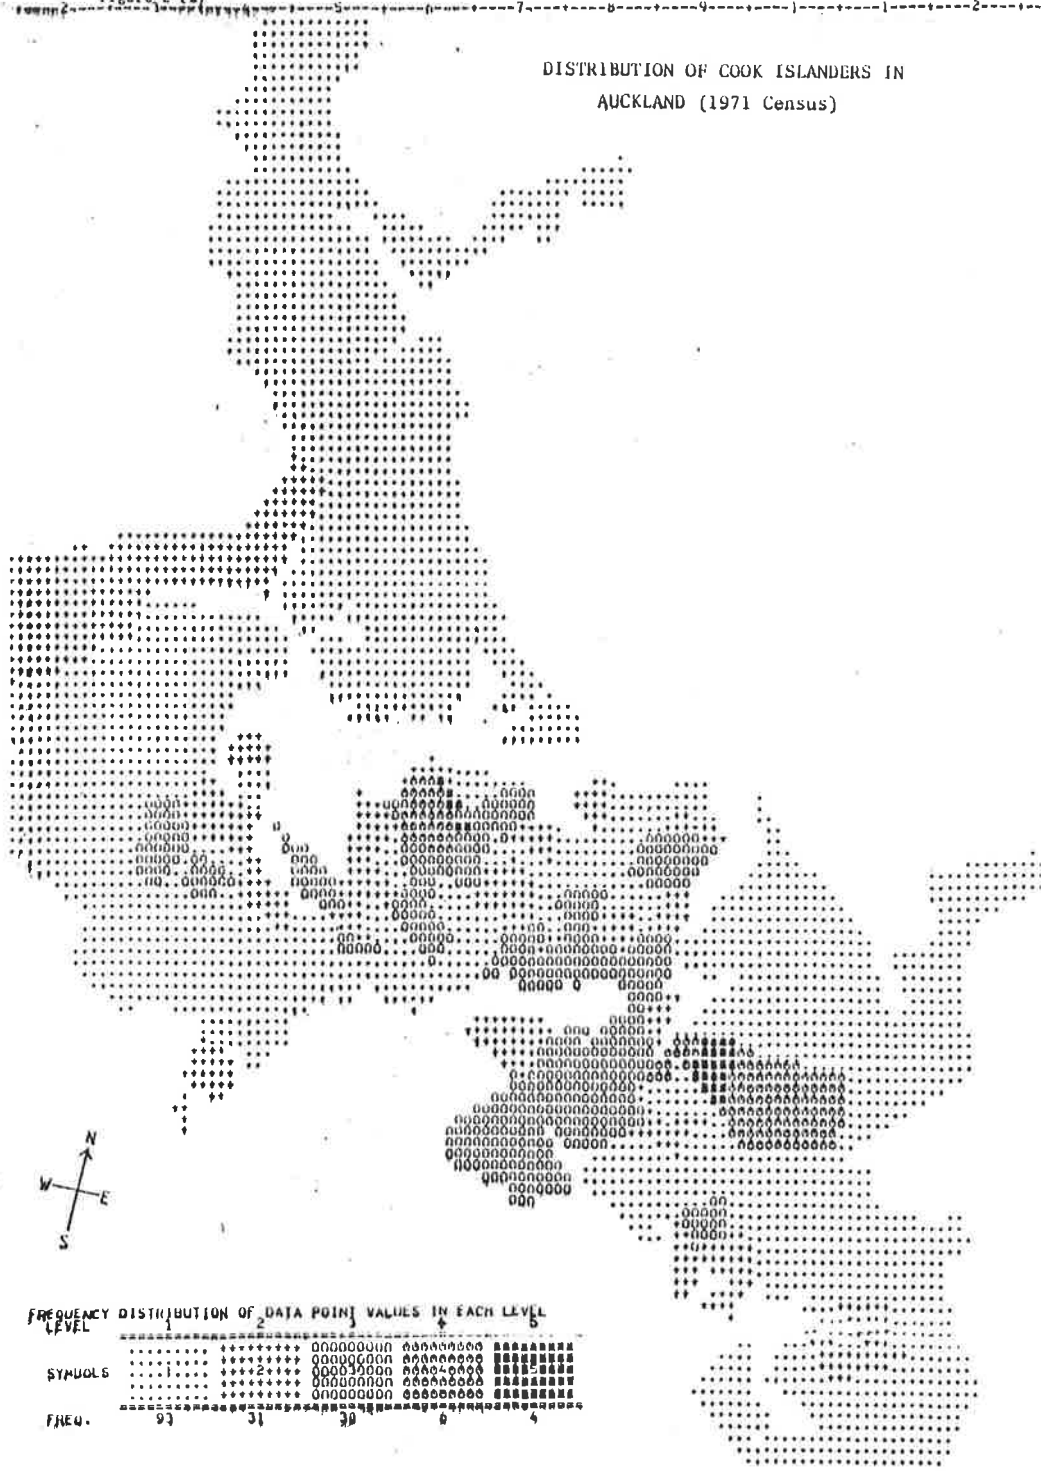 DISTRIBUTION OF COOK ISLANDERS IN
AUCKLAND (1971 Census)
N
W E
S
FREQUENCY DISTRIBUTION OF DATA POINT VALUES IN EACH LEVEL
LEVEL 1 2 3 4 5
SYMBOLS
FREQ. 93 31 4